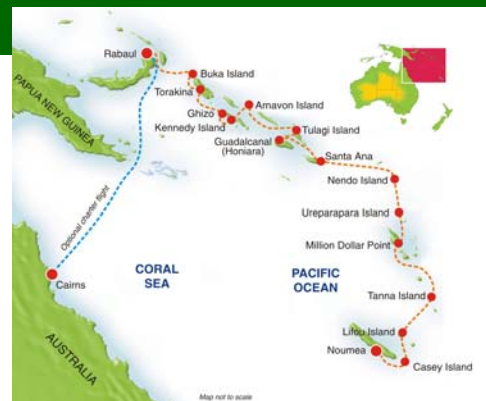 Rabaul
Buka Island
Torakina
Arnavon Island
Ghizo
Kennedy Island
Tulagi Island
Guadalcanal
(Honiara)
Santa Ana
PAPUA NEW GUINEA
Nendo Island
Ureparapara Island
Optional charter flight
Million Dollar Point
CORAL
SEA
PACIFIC
OCEAN
Cairns
Tanna Island
Lifou Island
Noumea
Casey Island
AUSTRALIA
Map not to scale